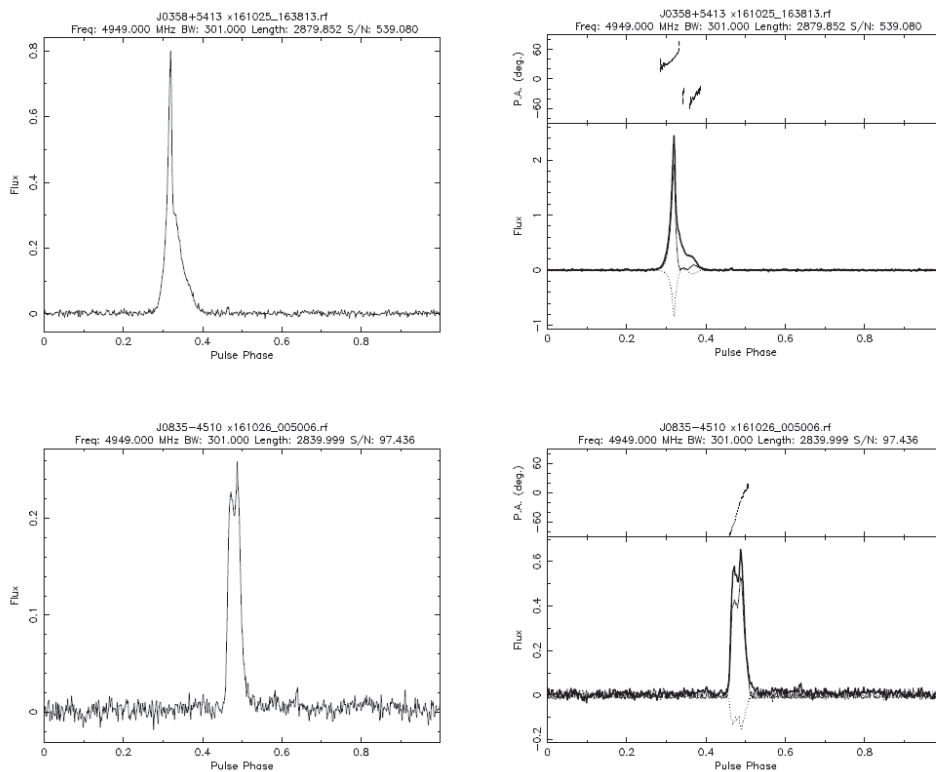 J0358+5413 x161025_163813.rf
Freq: 4949.000 MHz BW: 301.000 Length: 2879.852 S/N: 539.080
0.8
0.6
0.4
0.2
0
Flux
0 0.2 0.4 0.6 0.8
Pulse Phase
J0358+5413 x161025_163813.rf
Freq: 4949.000 MHz BW: 301.000 Length: 2879.852 S/N: 539.080
60
0
-60
P.A. (deg.)
2
1
0
-1
Flux
0 0.2 0.4 0.6 0.8
Pulse Phase
J0835-4510 x161026_005006.rf
Freq: 4949.000 MHz BW: 301.000 Length: 2839.999 S/N: 97.436
0.2
0.1
0
Flux
0 0.2 0.4 0.6 0.8
Pulse Phase
J0835-4510 x161026_005006.rf
Freq: 4949.000 MHz BW: 301.000 Length: 2839.999 S/N: 97.436
60
0
-60
P.A. (deg.)
0.6
0.4
0.2
0
-0.2
Flux
0 0.2 0.4 0.6 0.8
Pulse Phase